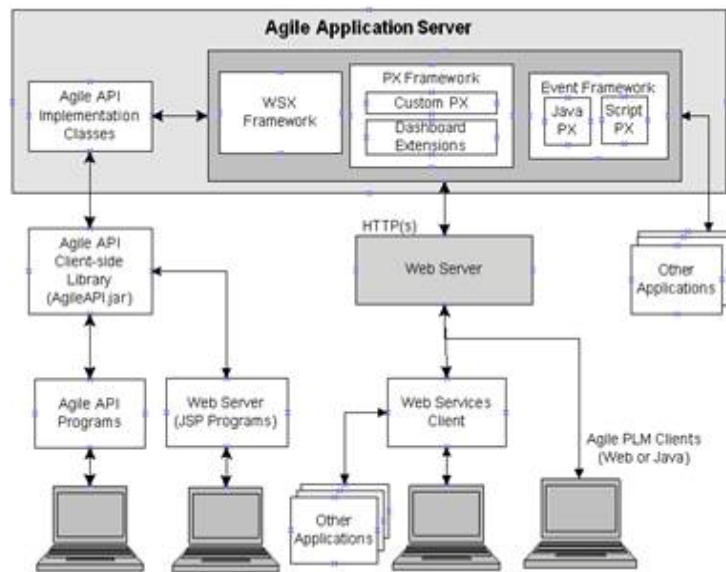 Agile Application Server
Agile API
Implementation
Classes
WSX
Framework
PX Framework
Custom PX
Dashboard
Extensions
Event Framework
Java
PX
Script
PX
HTTP(s)
Agile API
Client-side
Library
(AgileAPI.jar)
Web Server
Other
Applications
Agile API
Programs
Web Server
(JSP Programs)
Web Services
Client
Agile PLM Clients
(Web or Java)
Other
Applications